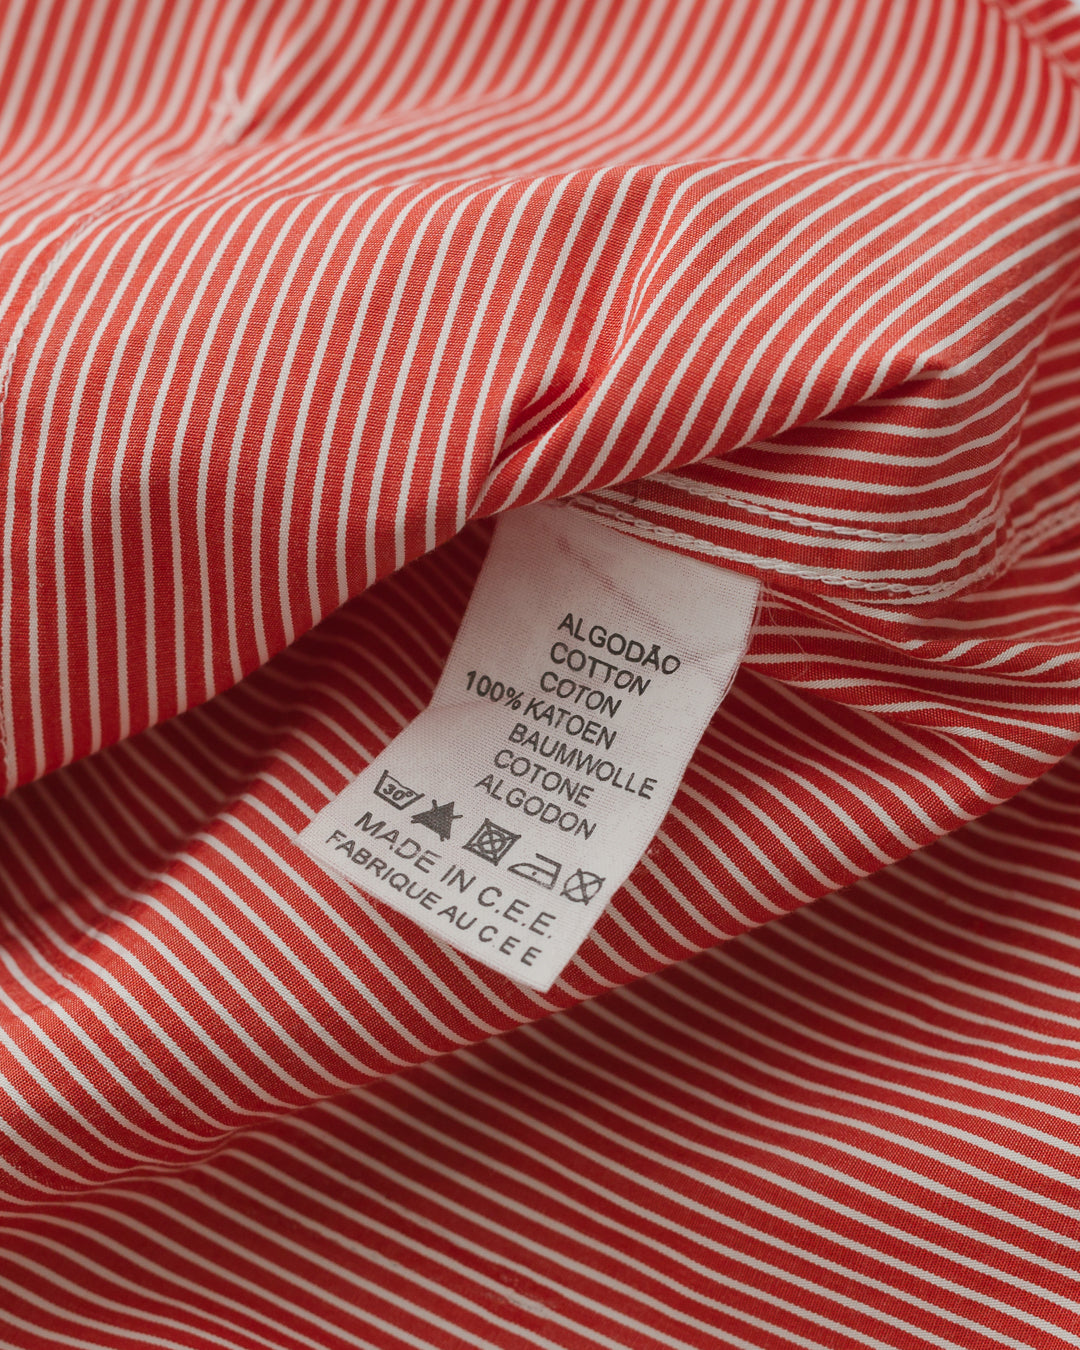 ALGODÃO
COTTON
COTON
100% KATOEN
BAUMWOLLE
COTONE
ALGODON
30°
MADE IN C.E.E.
FABRIQUE AU C.E E